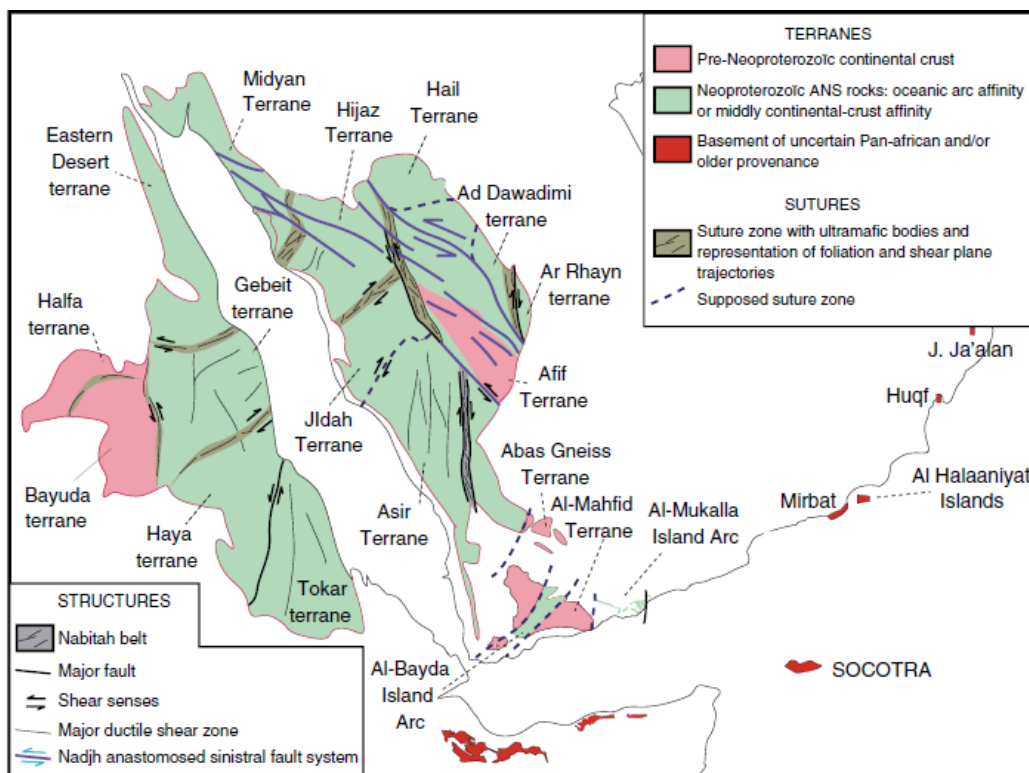 Midyan
Terrane
Hijaz
Terrane
Hail
Terrane
Eastern
Desert
terrane
Ad Dawadimi
terrane
Ar Rhayn
terrane
Gebeit
terrane
Halfa
terrane
Afif
Terrane
JIdah
Terrane
Abas Gneiss
Terrane
Al-Mahfid
Terrane
Al-Mukalla
Island Arc
Bayuda
terrane
Haya
terrane
Asir
Terrane
Tokar
terrane
Al-Bayda
Island
Arc
J. Ja'alan
Huqf
Al Halaaniyat
Islands
Mirbat
SOCOTRA
TERRANES
Pre-Neoproterozoïc continental crust
Neoproterozoïc ANS rocks: oceanic arc affinity
or middly continental-crust affinity
Basement of uncertain Pan-african and/or
older provenance
SUTURES
Suture zone with ultramafic bodies and
representation of foliation and shear plane
trajectories
Supposed suture zone
STRUCTURES
Nabitah belt
Major fault
Shear senses
Major ductile shear zone
Nadjh anastomosed sinistral fault system